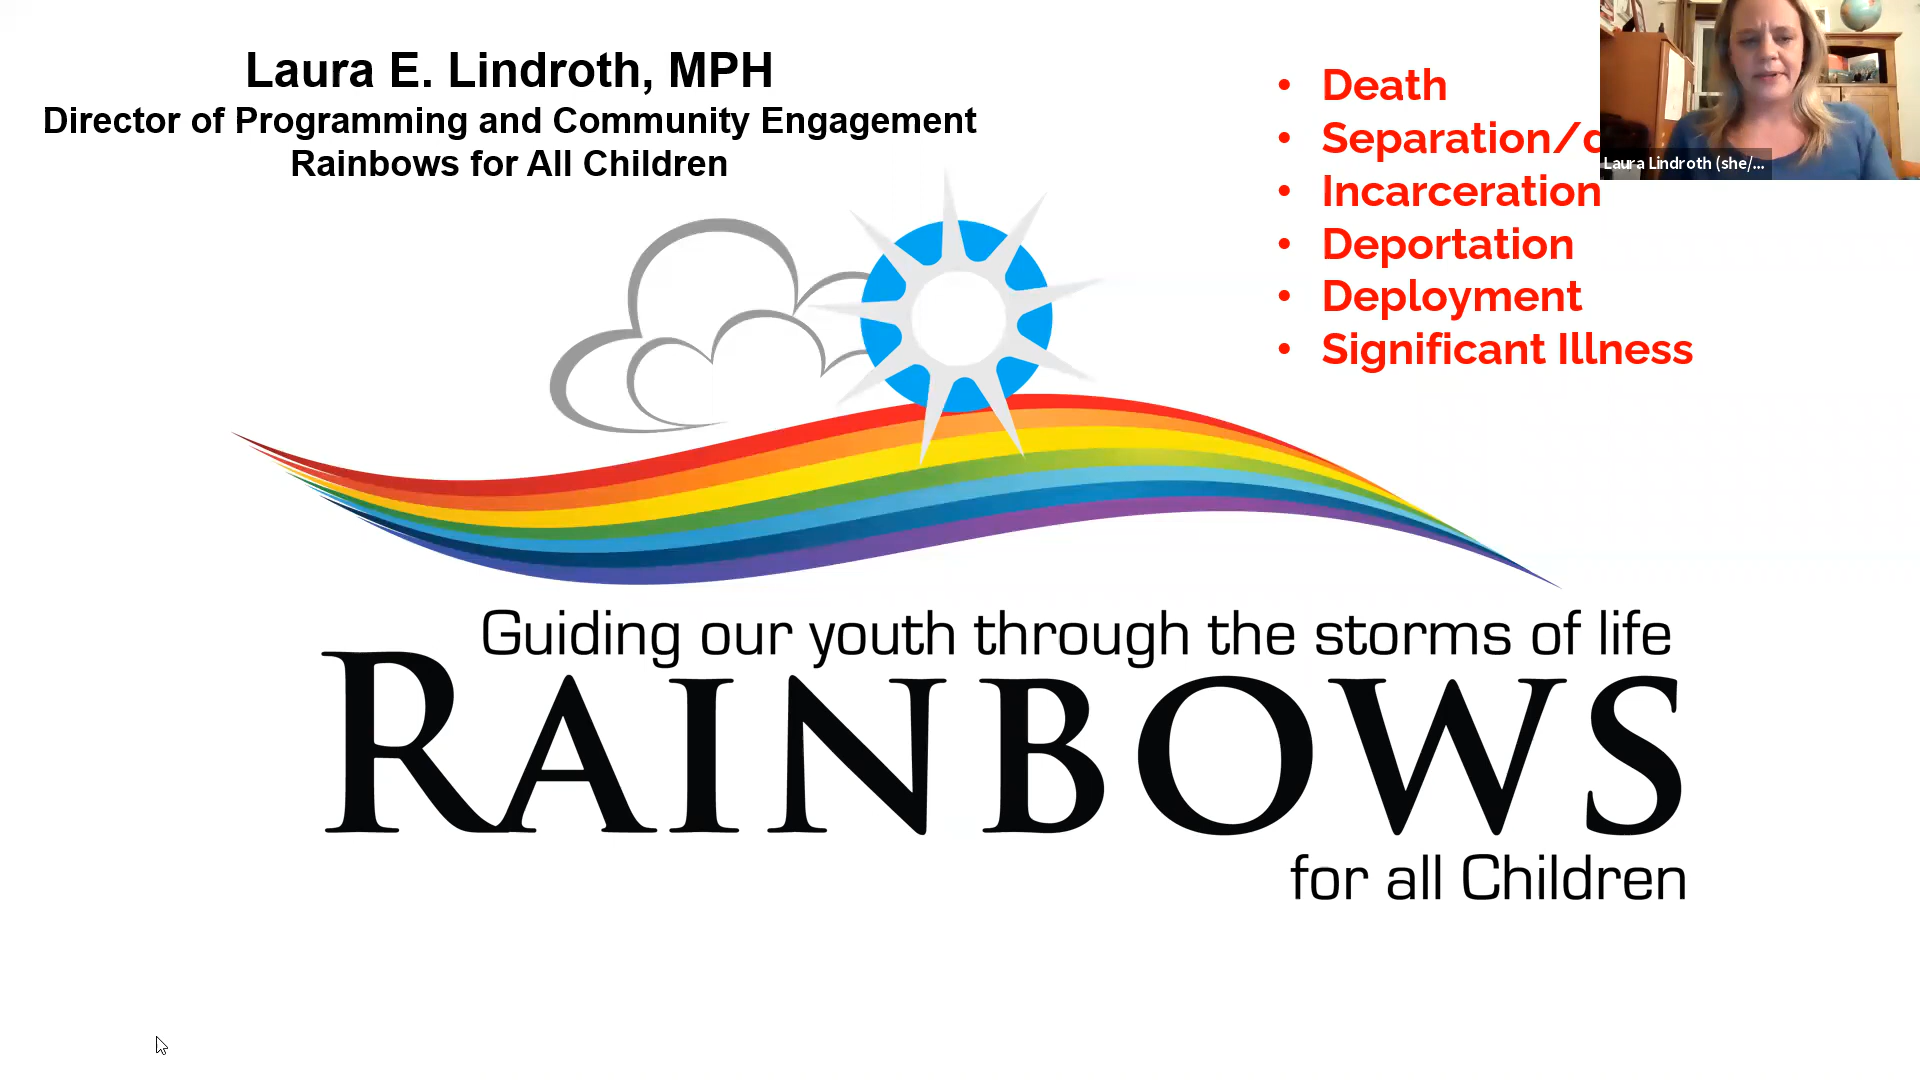 Laura E. Lindroth, MPH
Director of Programming and Community Engagement
Rainbows for All Children
• Death
• Separation/
• Incarceration
• Deportation
• Deployment
• Significant Illness
Laura Lindroth (she/...
Guiding our youth through the storms of life
RAINBOWS
for all Children